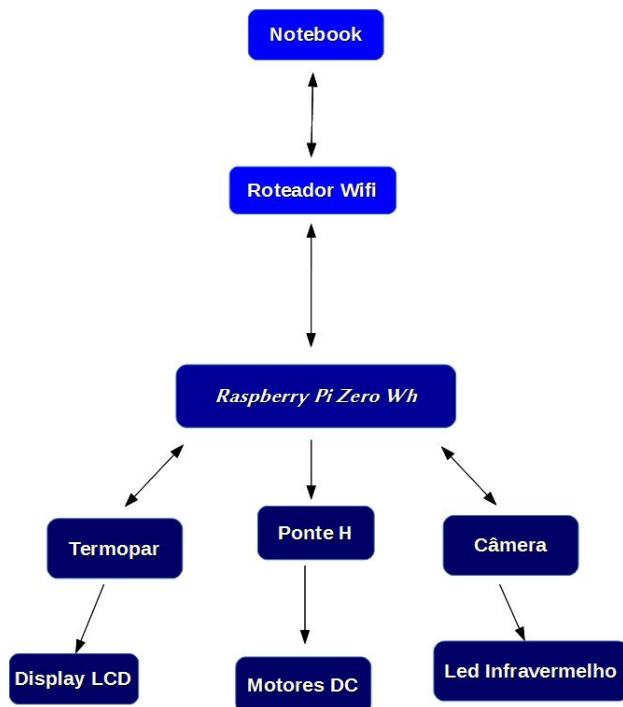 Notebook
Roteador Wifi
Raspberry Pi Zero Wh
Termopar
Ponte H
Câmera
Display LCD
Motores DC
Led Infravermelho